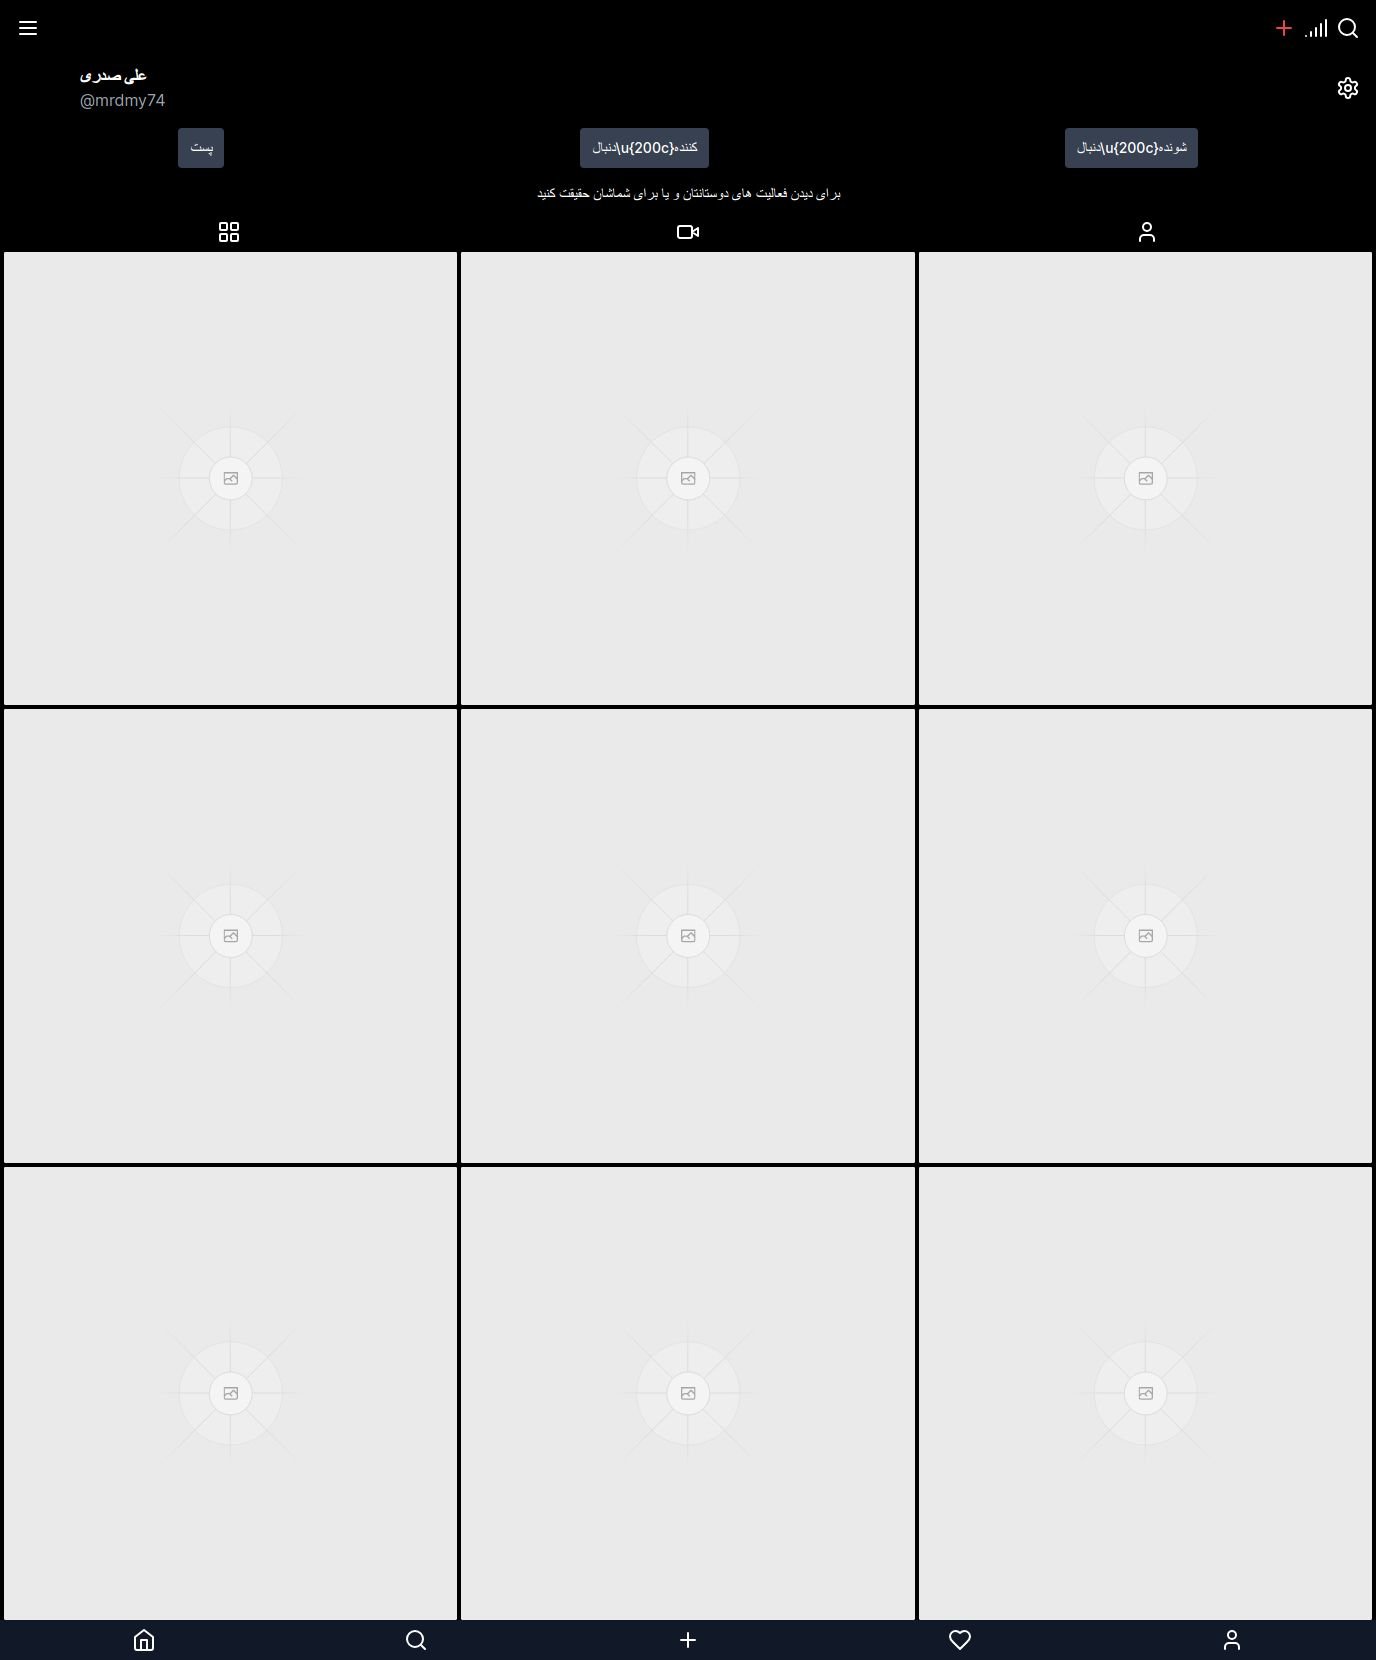 علی صدری
@mrdmy74
پست
دنبال\u{200c}کننده
دنبال\u{200c}شونده
برای دیدن فعالیت های دوستانتان و یا برای شماشان حقیقت کنید